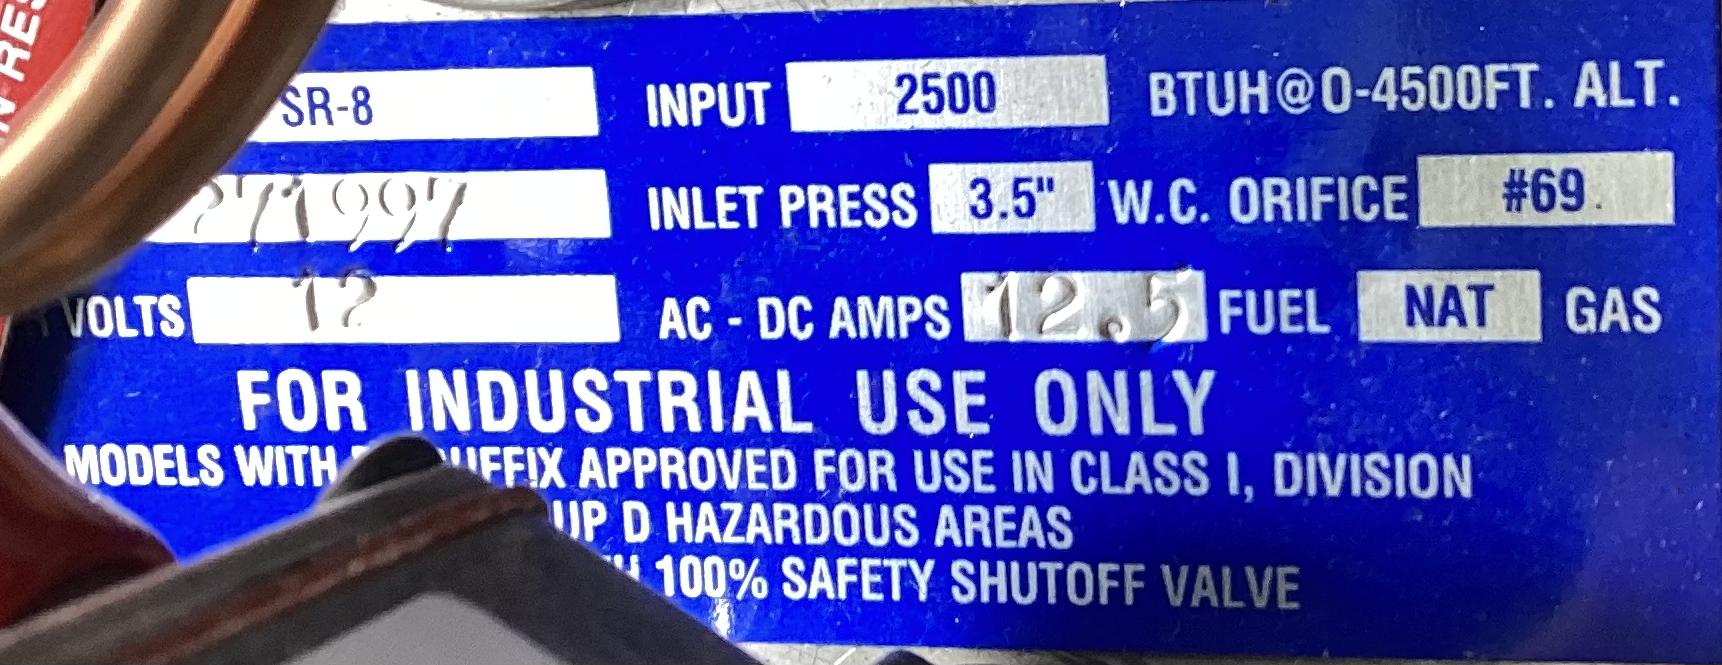 N RES
SR-8 INPUT 2500 BTUH@0-4500FT. ALT.
271997 INLET PRESS 3.5" W.C. ORIFICE #69.
VOLTS 12 AC - DC AMPS 12.5 FUEL NAT GAS
FOR INDUSTRIAL USE ONLY
MODELS WITH UFFIX APPROVED FOR USE IN CLASS I, DIVISION
UP D HAZARDOUS AREAS
H 100% SAFETY SHUTOFF VALVE